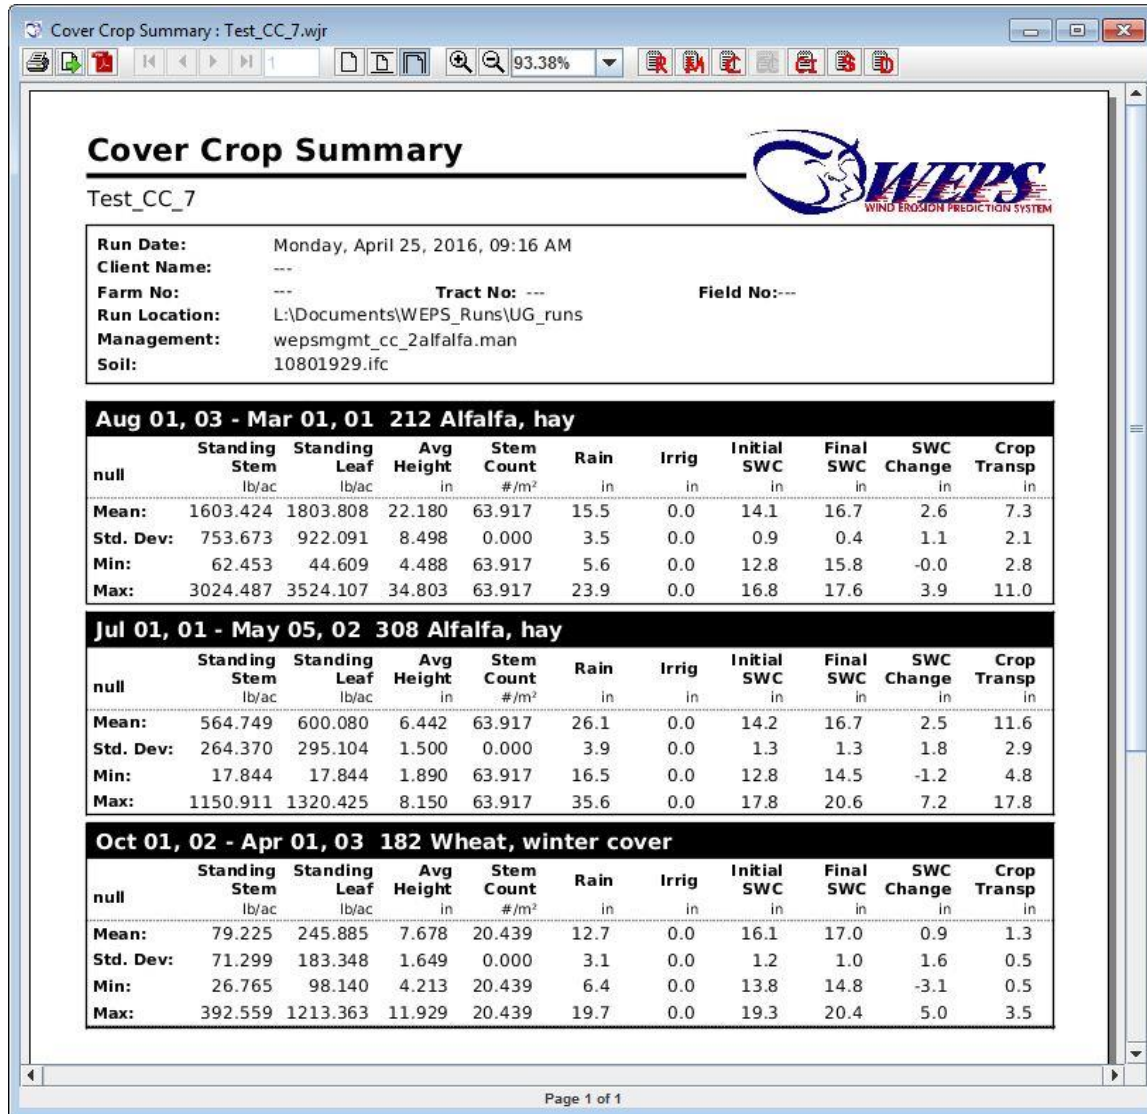 Cover Crop Summary : Test_CC_7.wjr
1 93.38%
Cover Crop Summary
WEPS
WIND EROSION PREDICTION SYSTEM
Test_CC_7
Run Date: Monday, April 25, 2016, 09:16 AM
Client Name: ---
Farm No: --- Tract No: --- Field No:---
Run Location: L:\Documents\WEPS_Runs\UG_runs
Management: wepsmgmt_cc_2alfalfa.man
Soil: 10801929.ifc
Aug 01, 03 - Mar 01, 01 212 Alfalfa, hay
null Standing Stem Standing Leaf Avg Height Stem Count Rain Irrig Initial SWC Final SWC SWC Change Crop Transp
lb/ac lb/ac in #/m² in in in in in in
Mean: 1603.424 1803.808 22.180 63.917 15.5 0.0 14.1 16.7 2.6 7.3
Std. Dev: 753.673 922.091 8.498 0.000 3.5 0.0 0.9 0.4 1.1 2.1
Min: 62.453 44.609 4.488 63.917 5.6 0.0 12.8 15.8 -0.0 2.8
Max: 3024.487 3524.107 34.803 63.917 23.9 0.0 16.8 17.6 3.9 11.0
Jul 01, 01 - May 05, 02 308 Alfalfa, hay
null Standing Stem Standing Leaf Avg Height Stem Count Rain Irrig Initial SWC Final SWC SWC Change Crop Transp
lb/ac lb/ac in #/m² in in in in in in
Mean: 564.749 600.080 6.442 63.917 26.1 0.0 14.2 16.7 2.5 11.6
Std. Dev: 264.370 295.104 1.500 0.000 3.9 0.0 1.3 1.3 1.8 2.9
Min: 17.844 17.844 1.890 63.917 16.5 0.0 12.8 14.5 -1.2 4.8
Max: 1150.911 1320.425 8.150 63.917 35.6 0.0 17.8 20.6 7.2 17.8
Oct 01, 02 - Apr 01, 03 182 Wheat, winter cover
null Standing Stem Standing Leaf Avg Height Stem Count Rain Irrig Initial SWC Final SWC SWC Change Crop Transp
lb/ac lb/ac in #/m² in in in in in in
Mean: 79.225 245.885 7.678 20.439 12.7 0.0 16.1 17.0 0.9 1.3
Std. Dev: 71.299 183.348 1.649 0.000 3.1 0.0 1.2 1.0 1.6 0.5
Min: 26.765 98.140 4.213 20.439 6.4 0.0 13.8 14.8 -3.1 0.5
Max: 392.559 1213.363 11.929 20.439 19.7 0.0 19.3 20.4 5.0 3.5
Page 1 of 1